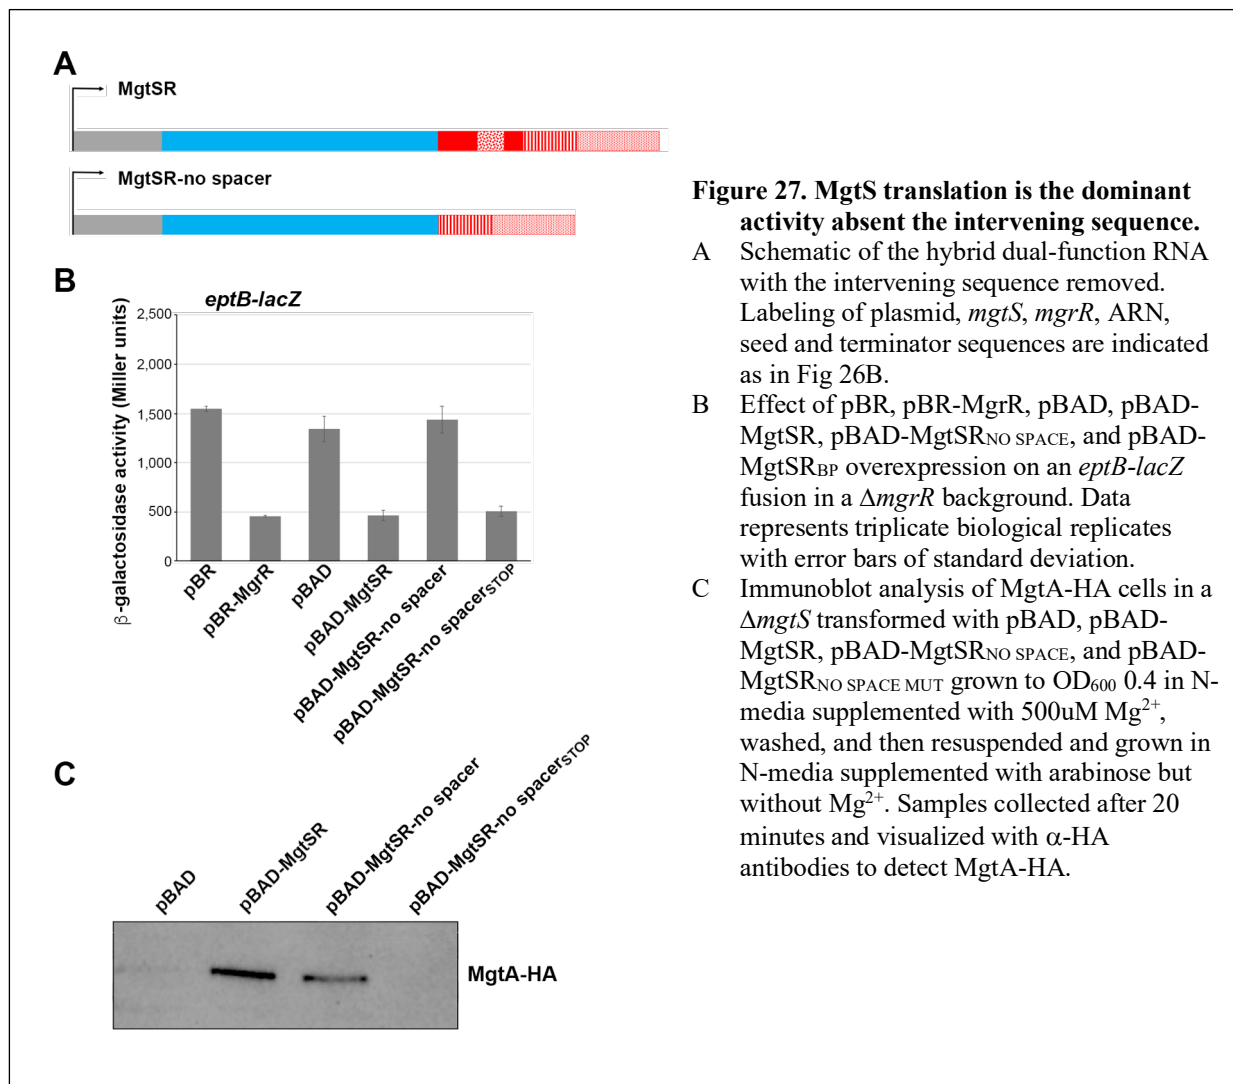 A
MgtSR
MgtSR-no spacer
B
eptB-lacZ
β-galactosidase activity (Miller units)
2,500
2,000
1,500
1,000
500
0
pBR
pBR-MgrR
pBAD
pBAD-MgtSR
pBAD-MgtSR-no spacer
pBAD-MgtSR-no spacerSTOP
C
pBAD
pBAD-MgtSR
pBAD-MgtSR-no spacer
pBAD-MgtSR-no spacerSTOP
MgtA-HA
Figure 27. MgtS translation is the dominant
activity absent the intervening sequence.
A Schematic of the hybrid dual-function RNA
with the intervening sequence removed.
Labeling of plasmid, mgtS, mgrR, ARN,
seed and terminator sequences are indicated
as in Fig 26B.
B Effect of pBR, pBR-MgrR, pBAD, pBAD-
MgtSR, pBAD-MgtSRNO SPACE, and pBAD-
MgtSRBP overexpression on an eptB-lacZ
fusion in a ΔmgrR background. Data
represents triplicate biological replicates
with error bars of standard deviation.
C Immunoblot analysis of MgtA-HA cells in a
ΔmgtS transformed with pBAD, pBAD-
MgtSR, pBAD-MgtSRNO SPACE, and pBAD-
MgtSRNO SPACE MUT grown to OD600 0.4 in N-
media supplemented with 500uM Mg2+,
washed, and then resuspended and grown in
N-media supplemented with arabinose but
without Mg2+. Samples collected after 20
minutes and visualized with α-HA
antibodies to detect MgtA-HA.